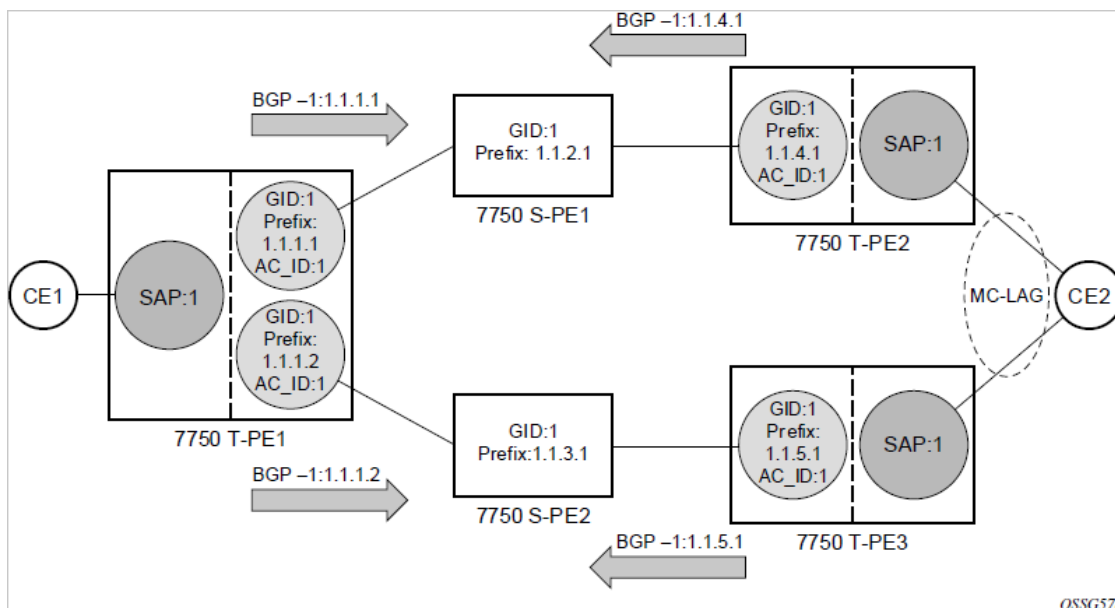 BGP –1:1.1.4.1
BGP –1:1.1.1.1
GID:1
Prefix: 1.1.2.1
7750 S-PE1
GID:1
Prefix:
1.1.4.1
AC_ID:1
SAP:1
7750 T-PE2
CE1
SAP:1
GID:1
Prefix:
1.1.1.1
AC_ID:1
GID:1
Prefix:
1.1.1.2
AC_ID:1
7750 T-PE1
MC-LAG
CE2
BGP –1:1.1.1.2
GID:1
Prefix:1.1.3.1
7750 S-PE2
GID:1
Prefix:
1.1.5.1
AC_ID:1
SAP:1
7750 T-PE3
BGP –1:1.1.5.1
OSSG57